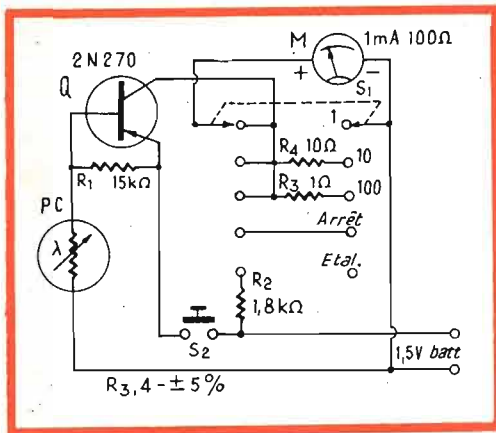 M
1mA 100Ω
2N270
+
−
S1
Q
1
R4 10Ω
10
R1
15kΩ
R3 1Ω
100
PC
Arrêt
λ
Etal.
R2
1,8kΩ
S2
1,5V batt
R3,4 - ± 5%